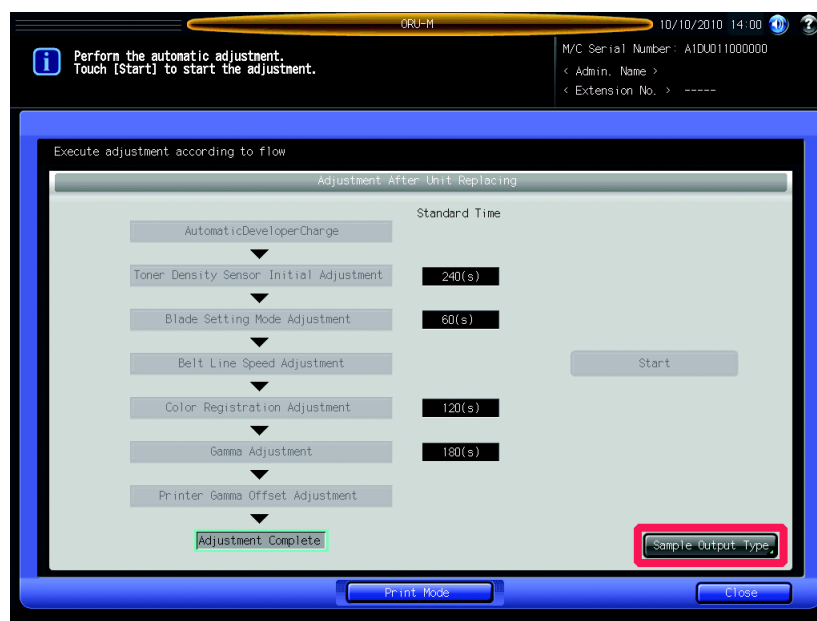 ORU-M
10/10/2010 14:00
Perform the automatic adjustment.
Touch [Start] to start the adjustment.
M/C Serial Number: A1DU011000000
< Admin. Name >
< Extension No. > -----
Execute adjustment according to flow
Adjustment After Unit Replacing
Standard Time
AutomaticDeveloperCharge
Toner Density Sensor Initial Adjustment 240(s)
Blade Setting Mode Adjustment 60(s)
Belt Line Speed Adjustment
Start
Color Registration Adjustment 120(s)
Gamma Adjustment 180(s)
Printer Gamma Offset Adjustment
Adjustment Complete
Sample Output Type
Print Mode
Close